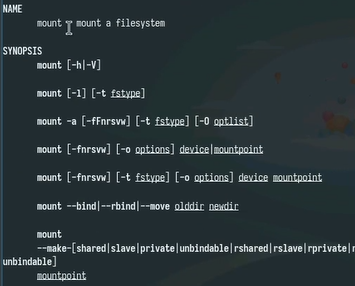 NAME
mount - mount a filesystem
SYNOPSIS
mount [-h|-V]
mount [-l] [-t fstype]
mount -a [-fFnrsvw] [-t fstype] [-O optlist]
mount [-fnrsvw] [-o options] device|mountpoint
mount [-fnrsvw] [-t fstype] [-o options] device mountpoint
mount --bind|--rbind|--move olddir newdir
mount
--make-[shared|slave|private|unbindable|rshared|rslave|rprivate|r
unbindable]
mountpoint